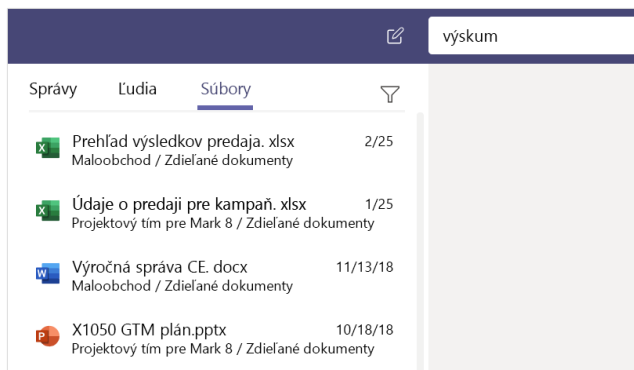 výskum
Správy Ľudia Súbory
Prehľad výsledkov predaja. xlsx 2/25
Maloobchod / Zdieľané dokumenty
Údaje o predaji pre kampaň. xlsx 1/25
Projektový tím pre Mark 8 / Zdieľané dokumenty
Výročná správa CE. docx 11/13/18
Maloobchod / Zdieľané dokumenty
X1050 GTM plán.pptx 10/18/18
Projektový tím pre Mark 8 / Zdieľané dokumenty